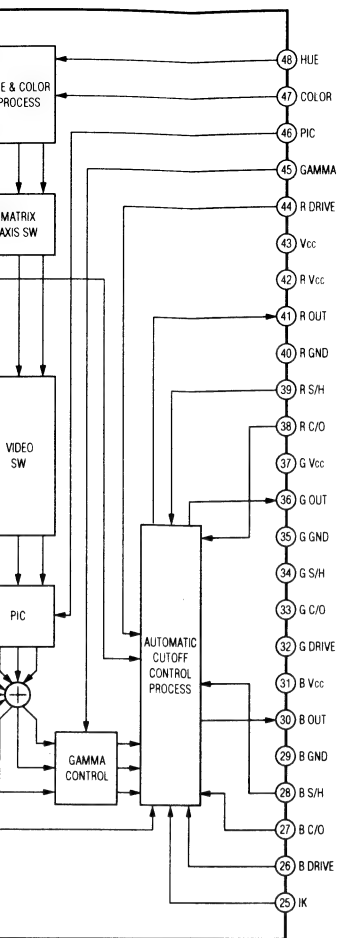 E & COLOR
PROCESS
MATRIX
AXIS SW
VIDEO
SW
PIC
GAMMA
CONTROL
AUTOMATIC
CUTOFF
CONTROL
PROCESS
48 HUE
47 COLOR
46 PIC
45 GAMMA
44 R DRIVE
43 Vcc
42 R Vcc
41 R OUT
40 R GND
39 R S/H
38 R C/O
37 G Vcc
36 G OUT
35 G GND
34 G S/H
33 G C/O
32 G DRIVE
31 B Vcc
30 B OUT
29 B GND
28 B S/H
27 B C/O
26 B DRIVE
25 IK